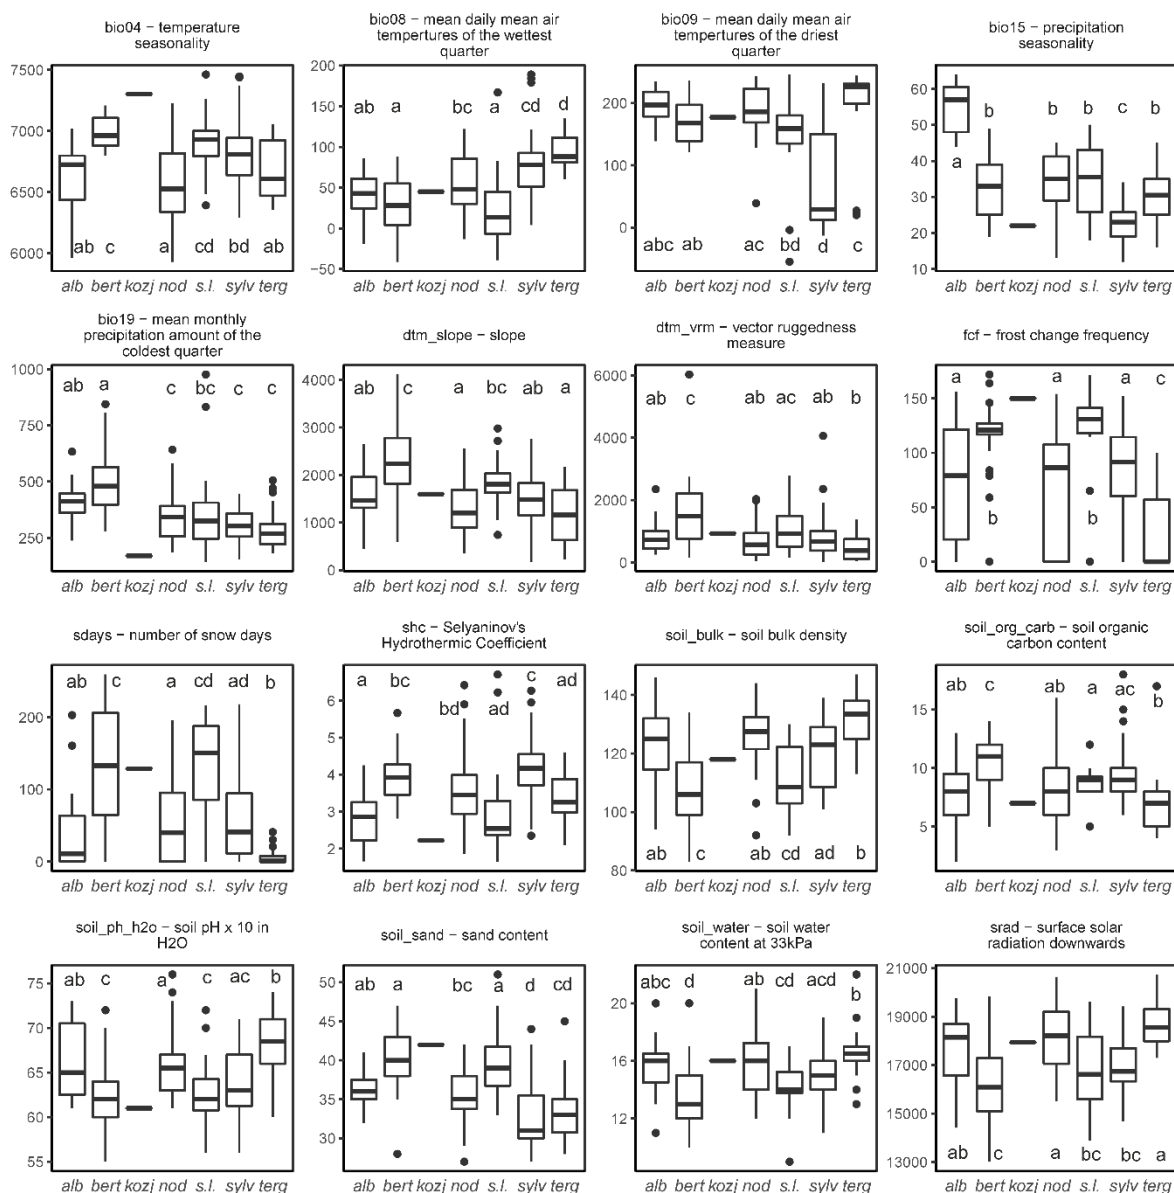 bio04 − temperature
seasonality
bio08 − mean daily mean air
tempertures of the wettest
quarter
bio09 − mean daily mean air
tempertures of the driest
quarter
bio15 − precipitation
seasonality
7500
7000
6500
6000
ab c a cd bd ab
alb bert kozj nod s.l. sylv terg
200
150
100
50
0
−50
ab a bc a cd d
alb bert kozj nod s.l. sylv terg
200
100
0
abc ab ac bd d c
alb bert kozj nod s.l. sylv terg
60
50
40
30
20
10
a b b b c b
alb bert kozj nod s.l. sylv terg
bio19 − mean monthly
precipitation amount of the
coldest quarter
dtm_slope − slope
dtm_vrm − vector ruggedness
measure
fcf − frost change frequency
1000
750
500
250
ab a c bc c c
alb bert kozj nod s.l. sylv terg
4000
3000
2000
1000
0
ab c a bc ab a
alb bert kozj nod s.l. sylv terg
6000
4000
2000
0
ab c ab ac ab b
alb bert kozj nod s.l. sylv terg
150
100
50
0
a b a b a c
alb bert kozj nod s.l. sylv terg
sdays − number of snow days
shc − Selyaninov's
Hydrothermic Coefficient
soil_bulk − soil bulk density
soil_org_carb − soil organic
carbon content
200
100
0
ab c a cd ad b
alb bert kozj nod s.l. sylv terg
6
5
4
3
2
a bc bd ad c ad
alb bert kozj nod s.l. sylv terg
140
120
100
80
ab c ab cd ad b
alb bert kozj nod s.l. sylv terg
15
10
5
ab c ab a ac b
alb bert kozj nod s.l. sylv terg
soil_ph_h2o − soil pH x 10 in
H2O
soil_sand − sand content
soil_water − soil water
content at 33kPa
srad − surface solar
radiation downwards
75
70
65
60
55
ab c a c ac b
alb bert kozj nod s.l. sylv terg
50
45
40
35
30
ab a bc a d cd
alb bert kozj nod s.l. sylv terg
20
16
12
abc d ab cd acd b
alb bert kozj nod s.l. sylv terg
21000
19000
17000
15000
13000
ab c a bc bc a
alb bert kozj nod s.l. sylv terg